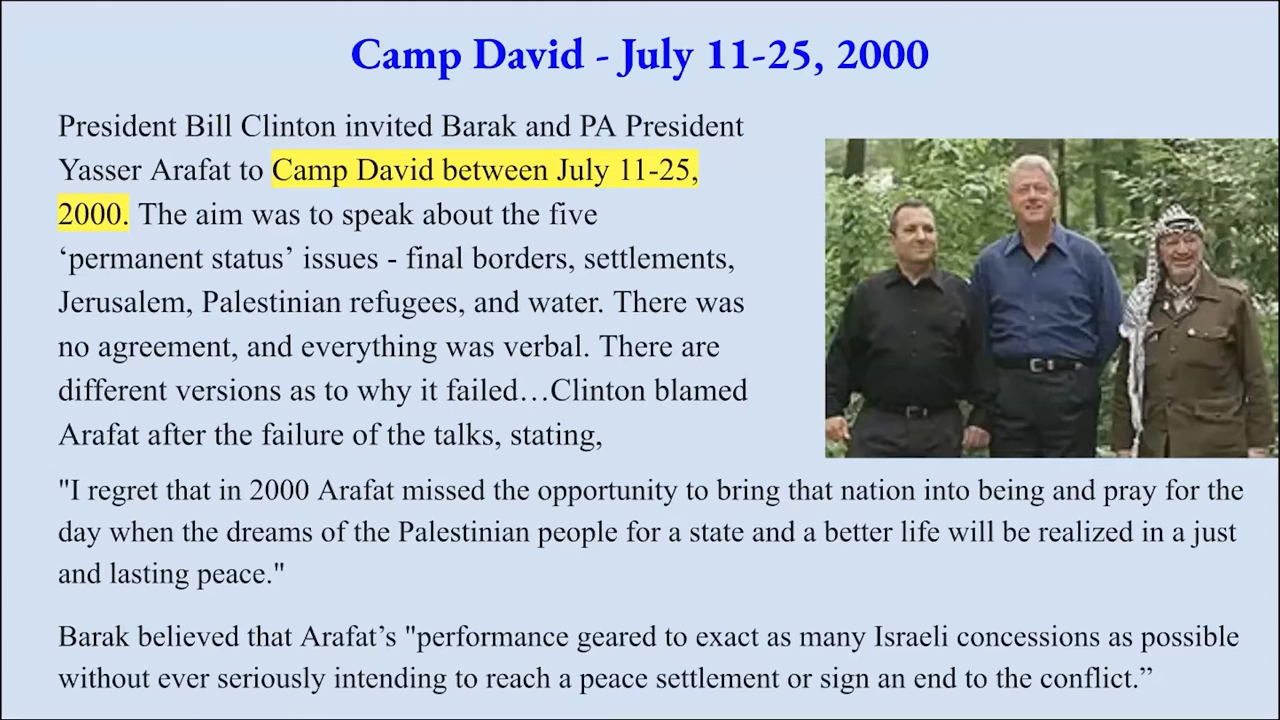 Camp David - July 11-25, 2000
President Bill Clinton invited Barak and PA President
Yasser Arafat to Camp David between July 11-25,
2000. The aim was to speak about the five
‘permanent status’ issues - final borders, settlements,
Jerusalem, Palestinian refugees, and water. There was
no agreement, and everything was verbal. There are
different versions as to why it failed…Clinton blamed
Arafat after the failure of the talks, stating,
"I regret that in 2000 Arafat missed the opportunity to bring that nation into being and pray for the
day when the dreams of the Palestinian people for a state and a better life will be realized in a just
and lasting peace."
Barak believed that Arafat’s "performance geared to exact as many Israeli concessions as possible
without ever seriously intending to reach a peace settlement or sign an end to the conflict.”